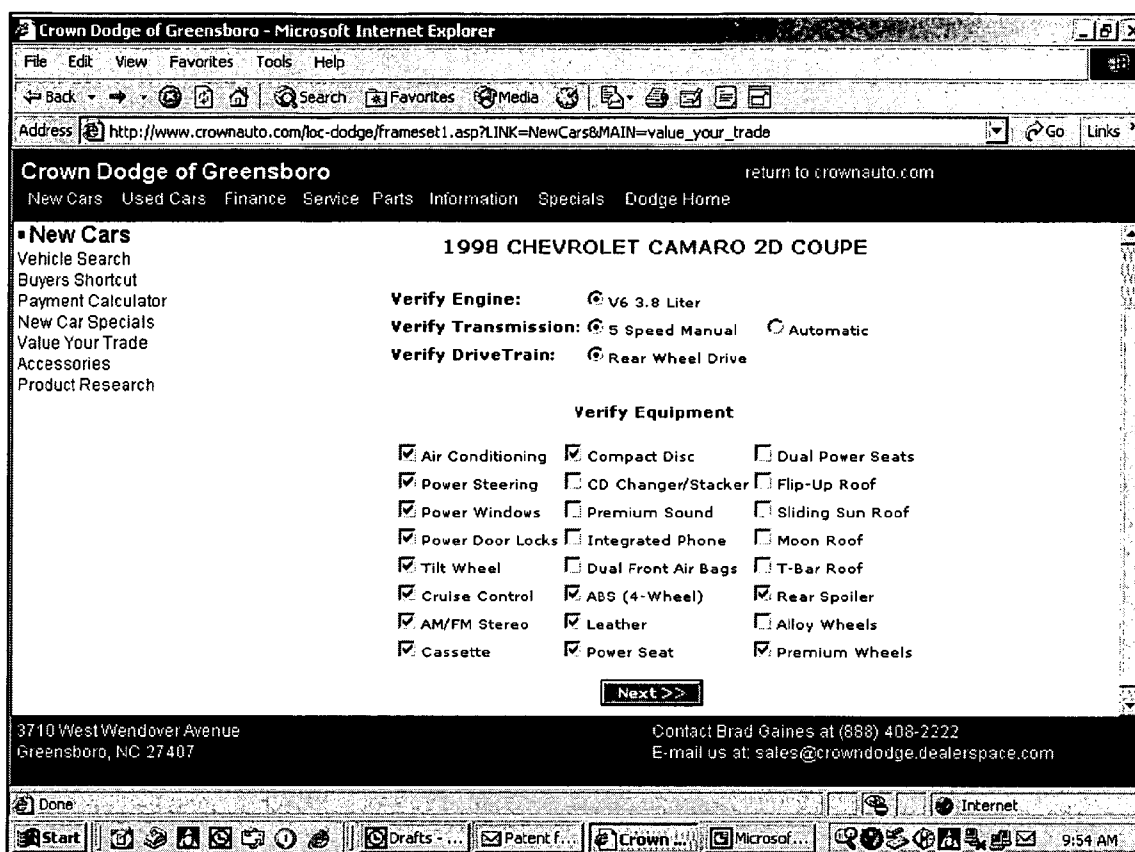 Crown Dodge of Greensboro - Microsoft Internet Explorer
File Edit View Favorites Tools Help
Back Search Favorites Media
Address http://www.crownauto.com/loc-dodge/frameset1.asp?LINK=NewCars&MAIN=value_your_trade Go Links
Crown Dodge of Greensboro return to crownauto.com
New Cars Used Cars Finance Service Parts Information Specials Dodge Home
New Cars
Vehicle Search
Buyers Shortcut
Payment Calculator
New Car Specials
Value Your Trade
Accessories
Product Research
1998 CHEVROLET CAMARO 2D COUPE
Verify Engine: V6 3.8 Liter
Verify Transmission: 5 Speed Manual Automatic
Verify DriveTrain: Rear Wheel Drive
Verify Equipment
Air Conditioning Compact Disc Dual Power Seats
Power Steering CD Changer/Stacker Flip-Up Roof
Power Windows Premium Sound Sliding Sun Roof
Power Door Locks Integrated Phone Moon Roof
Tilt Wheel Dual Front Air Bags T-Bar Roof
Cruise Control ABS (4-Wheel) Rear Spoiler
AM/FM Stereo Leather Alloy Wheels
Cassette Power Seat Premium Wheels
Next >>
3710 West Wendover Avenue Contact Brad Gaines at (888) 408-2222
Greensboro, NC 27407 E-mail us at: sales@crowndodge.dealerspace.com
Done Internet
Start Drafts - ... Patent f... Crown ... Microsof... 9:54 AM